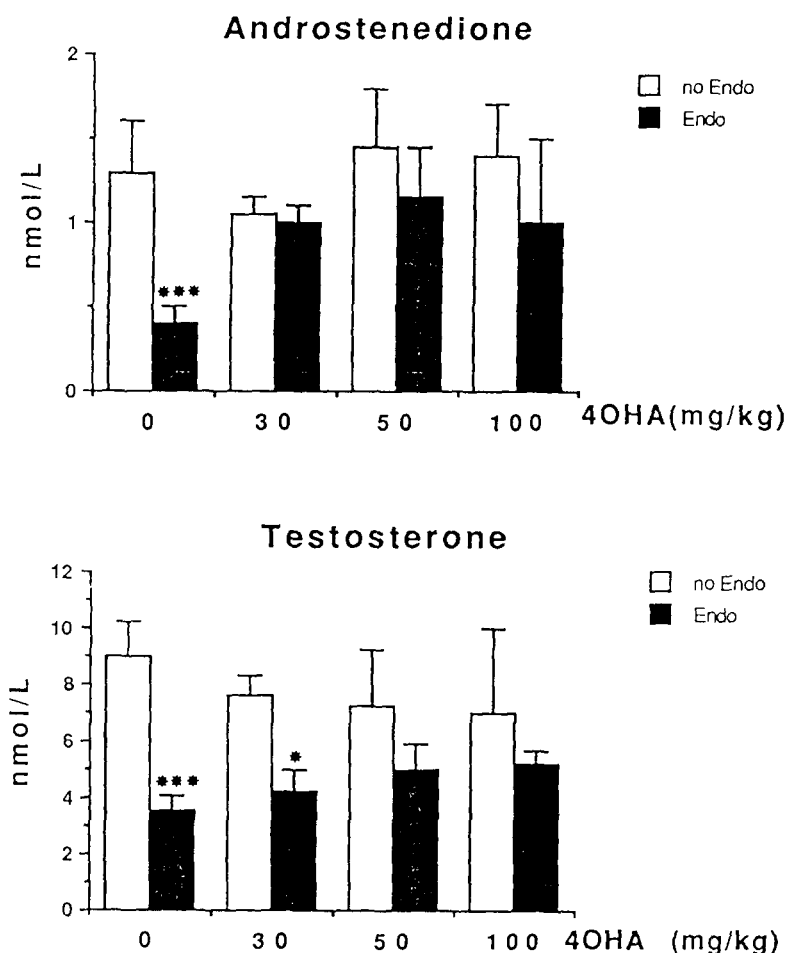 Androstenedione
2
no Endo
Endo
nmol/L
1
***
0
0 30 50 100 4OHA(mg/kg)
Testosterone
12
no Endo
Endo
10
8
nmol/L
6
*
***
4
2
0
0 30 50 100 4OHA (mg/kg)